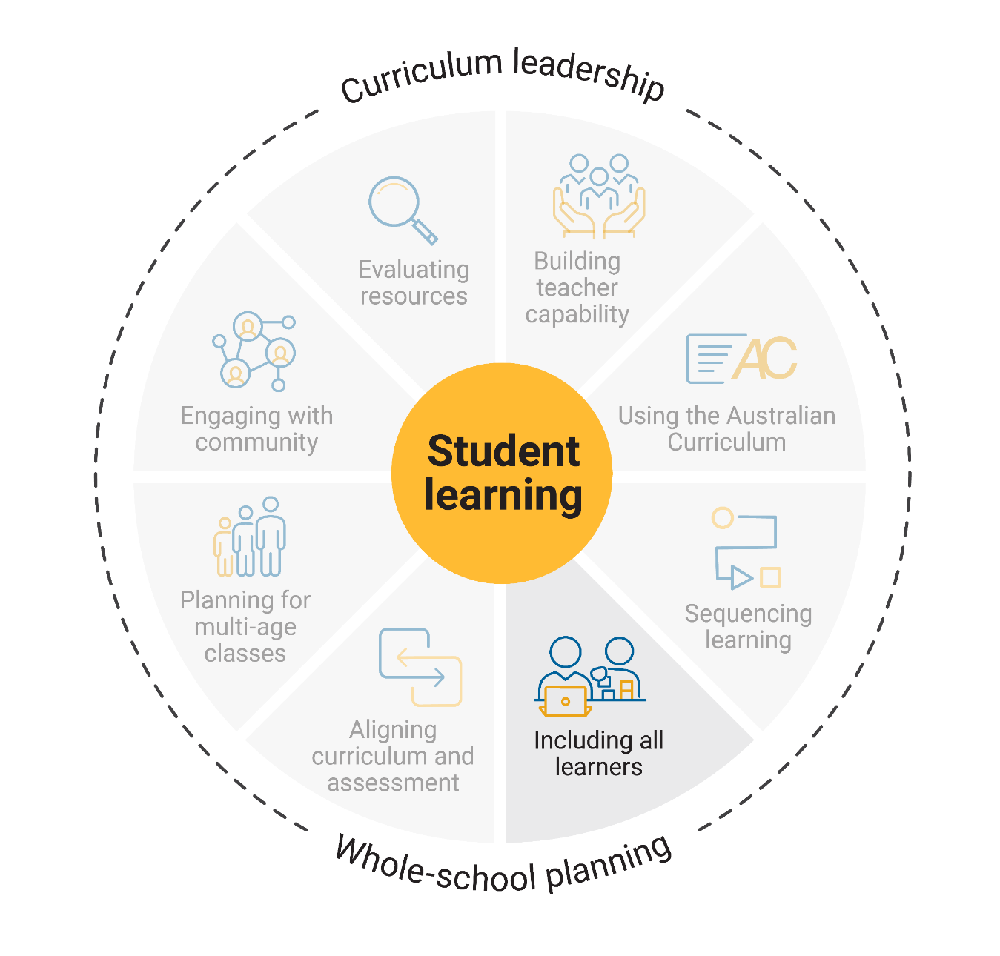 Curriculum leadership
Evaluating
resources
Building
teacher
capability
Engaging with
community
AC
Using the Australian
Curriculum
Student
learning
Planning for
multi-age
classes
Sequencing
learning
Aligning
curriculum and
assessment
Including all
learners
Whole-school planning